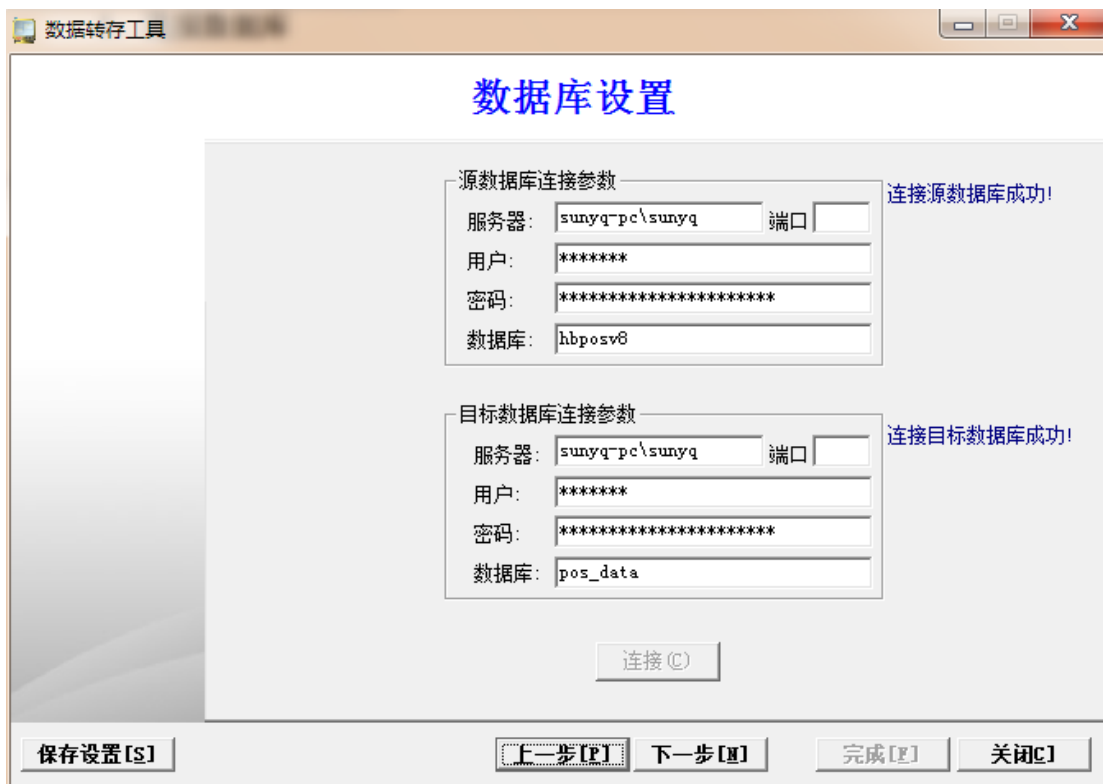 数据转存工具
数据库设置
源数据库连接参数
连接源数据库成功!
服务器: sunyq-pc\sunyq 端口
用户: *******
密码: **********************
数据库: hbposv8
目标数据库连接参数
连接目标数据库成功!
服务器: sunyq-pc\sunyq 端口
用户: *******
密码: **********************
数据库: pos_data
连接(C)
保存设置[S] 上一步[P] 下一步[N] 完成[F] 关闭C]